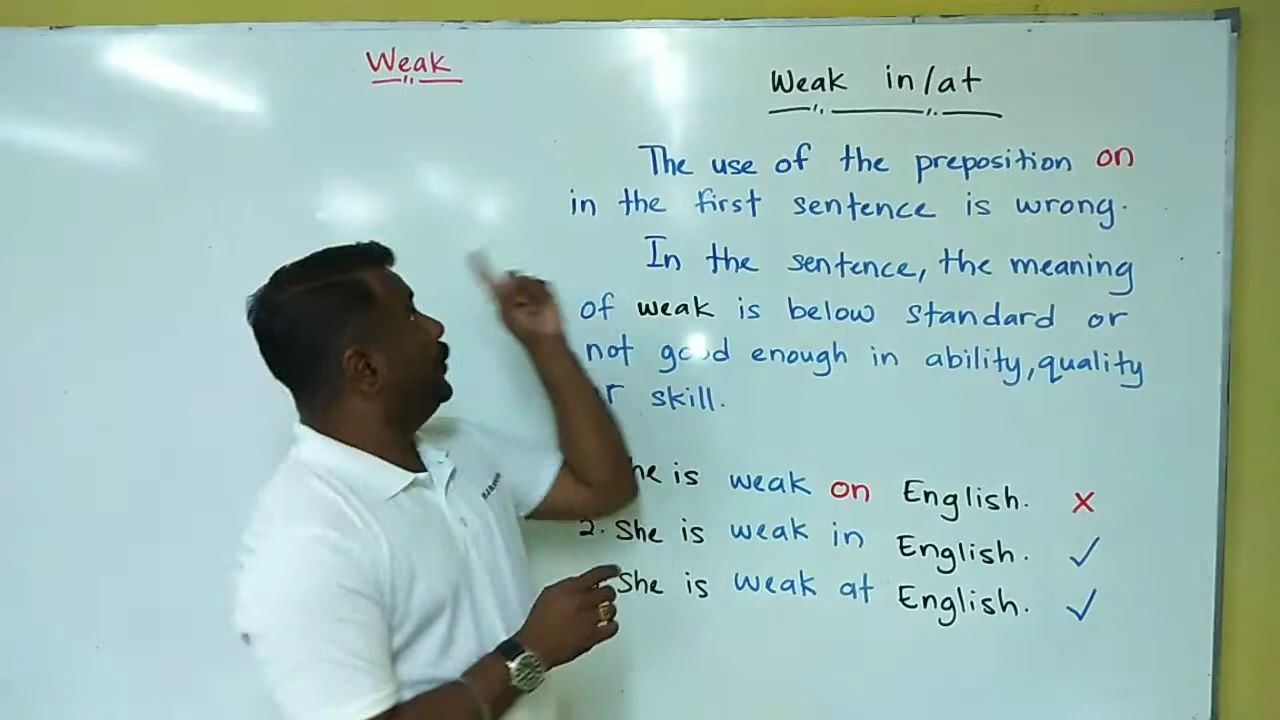 Weak
Weak in/at
The use of the preposition on
in the first sentence is wrong.
In the sentence, the meaning
of weak is below standard or
not good enough in ability, quality
r skill.
he is weak on English. x
2. She is weak in English. ✓
She is weak at English. ✓